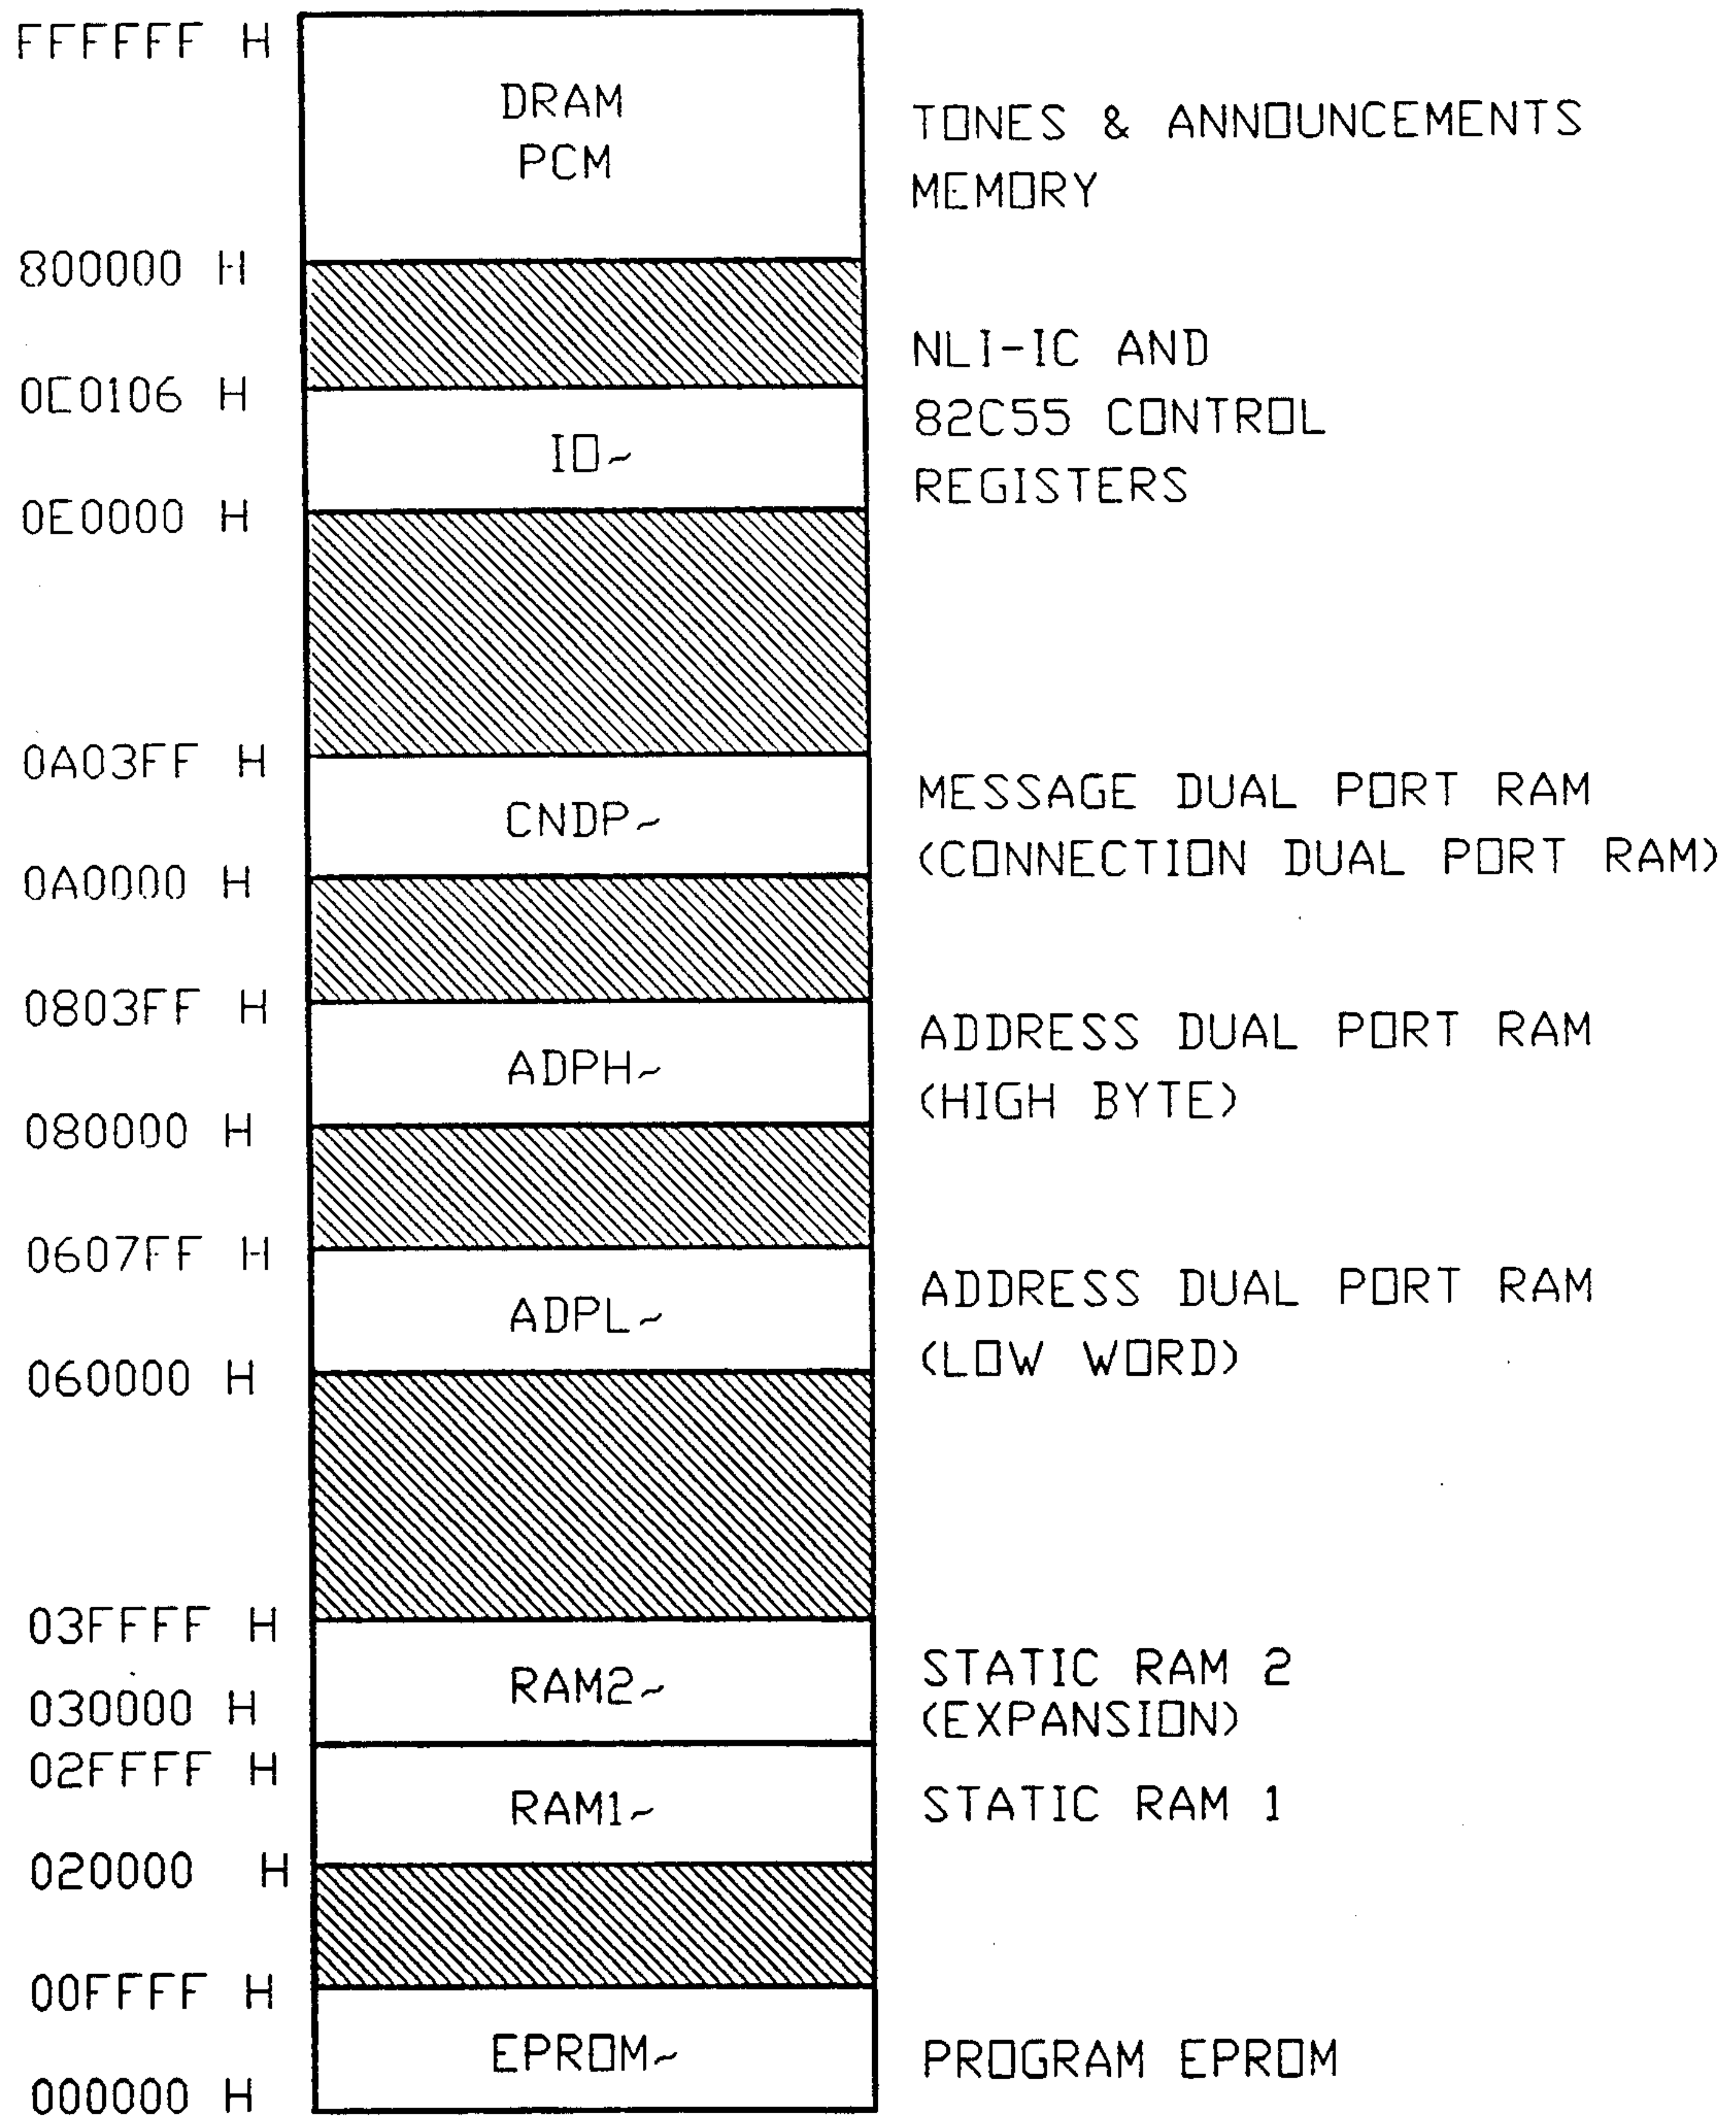 FFFFFF H
DRAM
PCM
TONES & ANNOUNCEMENTS
MEMORY
800000 H
NLI-IC AND
82C55 CONTROL
REGISTERS
0E0106 H
IO~
0E0000 H
0A03FF H
CNDP~
MESSAGE DUAL PORT RAM
(CONNECTION DUAL PORT RAM)
0A0000 H
0803FF H
ADPH~
ADDRESS DUAL PORT RAM
(HIGH BYTE)
080000 H
0607FF H
ADPL~
ADDRESS DUAL PORT RAM
(LOW WORD)
060000 H
03FFFF H
RAM2~
STATIC RAM 2
(EXPANSION)
030000 H
02FFFF H
RAM1~
STATIC RAM 1
020000 H
00FFFF H
EPROM~
PROGRAM EPROM
000000 H